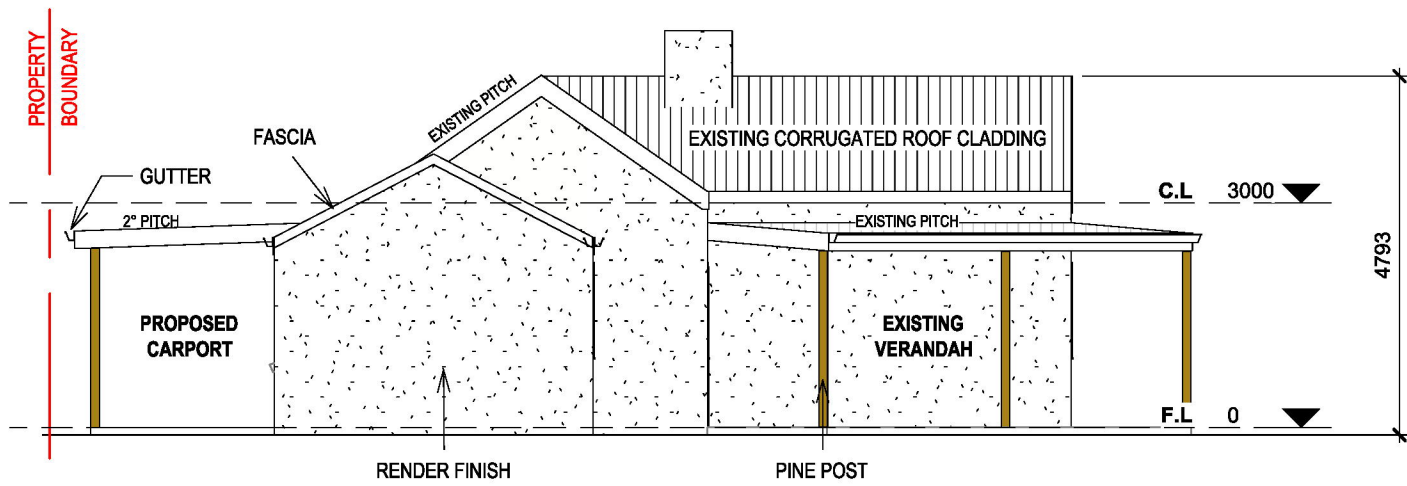 PROPERTY
BOUNDARY
GUTTER
FASCIA
EXISTING PITCH
EXISTING CORRUGATED ROOF CLADDING
C.L 3000
2° PITCH
EXISTING PITCH
4793
PROPOSED
CARPORT
EXISTING
VERANDAH
F.L 0
RENDER FINISH
PINE POST